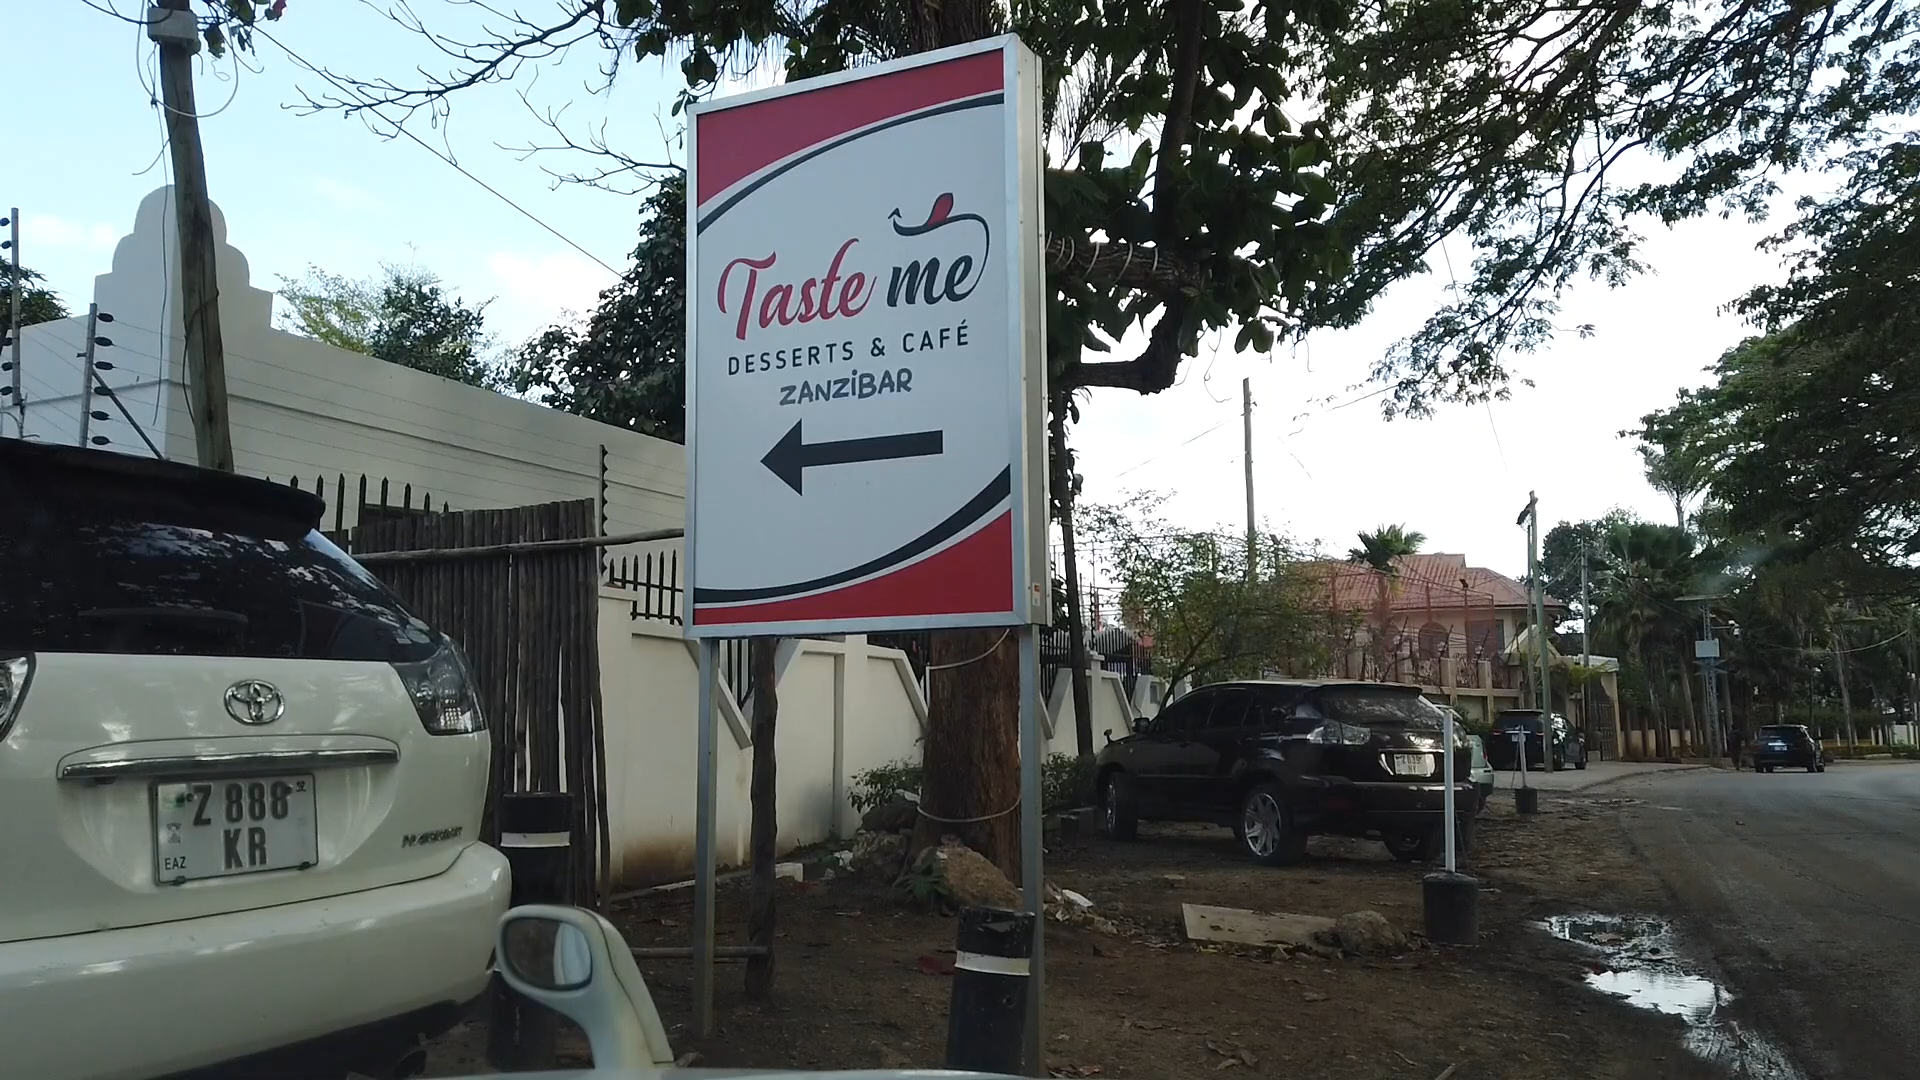 Taste me
DESSERTS & CAFÉ
ZANZiBAR
Z 888
KR
EAZ